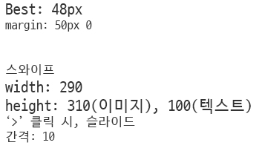 Best: 48px
margin: 50px 0
스와이프
width: 290
height: 310(이미지), 100(텍스트)
‘>’ 클릭 시, 슬라이드
간격: 10